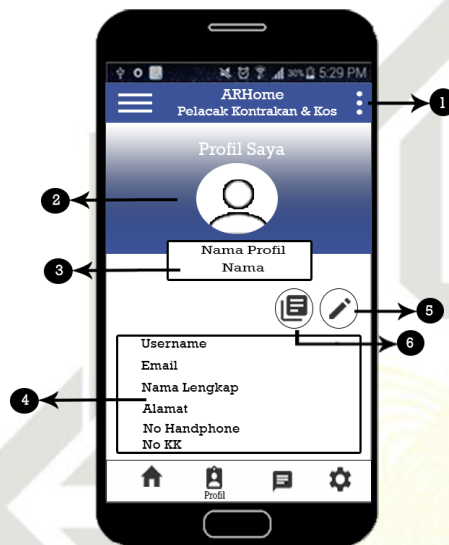 30% 5:29 PM
ARHome
Pelacak Kontrakan & Kos
1
Profil Saya
2
Nama Profil
3
Nama
5
6
Username
Email
Nama Lengkap
4
Alamat
No Handphone
No KK
Profil